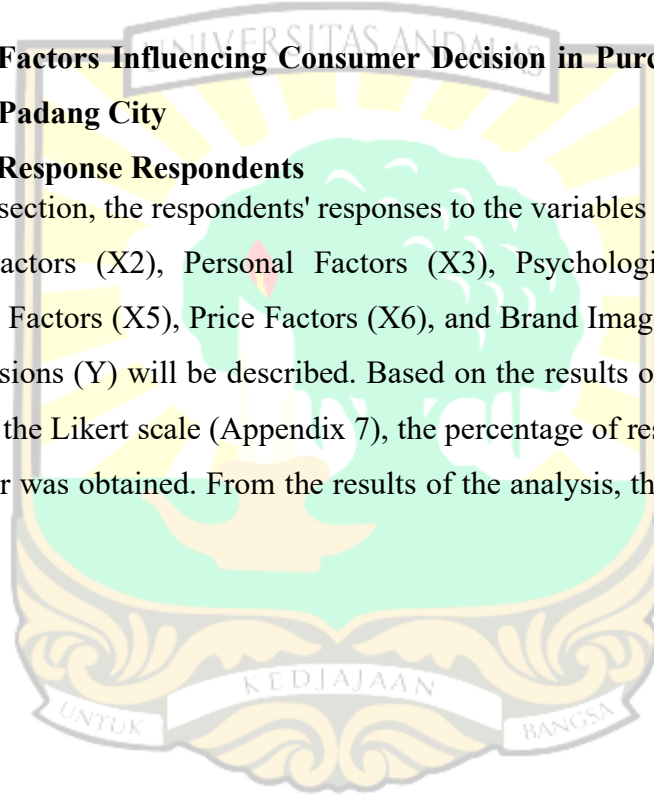 UNIVERSITAS ANDALAS
Factors Influencing Consumer Decision in Purc
Padang City
Response Respondents
section, the respondents' responses to the variables
actors (X2), Personal Factors (X3), Psychologi
Factors (X5), Price Factors (X6), and Brand Imag
sions (Y) will be described. Based on the results o
the Likert scale (Appendix 7), the percentage of res
r was obtained. From the results of the analysis, th
KEDJAJAAN
UNTUK
BANGSA